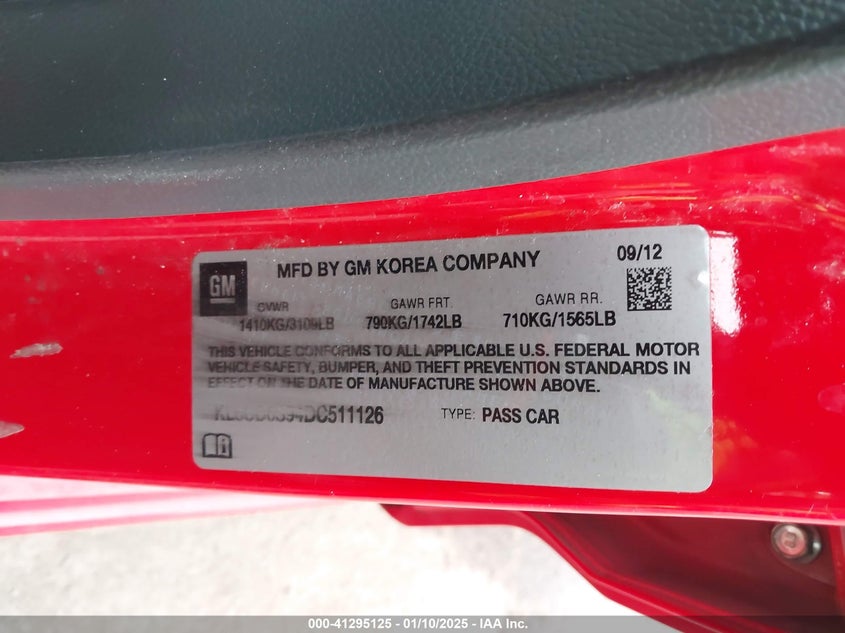 GM
MFD BY GM KOREA COMPANY
09/12
GVWR
GAWR FRT.
GAWR RR.
1410KG/3109LB
790KG/1742LB
710KG/1565LB
THIS VEHICLE CONFORMS TO ALL APPLICABLE U.S. FEDERAL MOTOR
VEHICLE SAFETY, BUMPER, AND THEFT PREVENTION STANDARDS IN
EFFECT ON THE DATE OF MANUFACTURE SHOWN ABOVE.
TYPE: PASS CAR
000-41295125 - 01/10/2025 - IAA Inc.